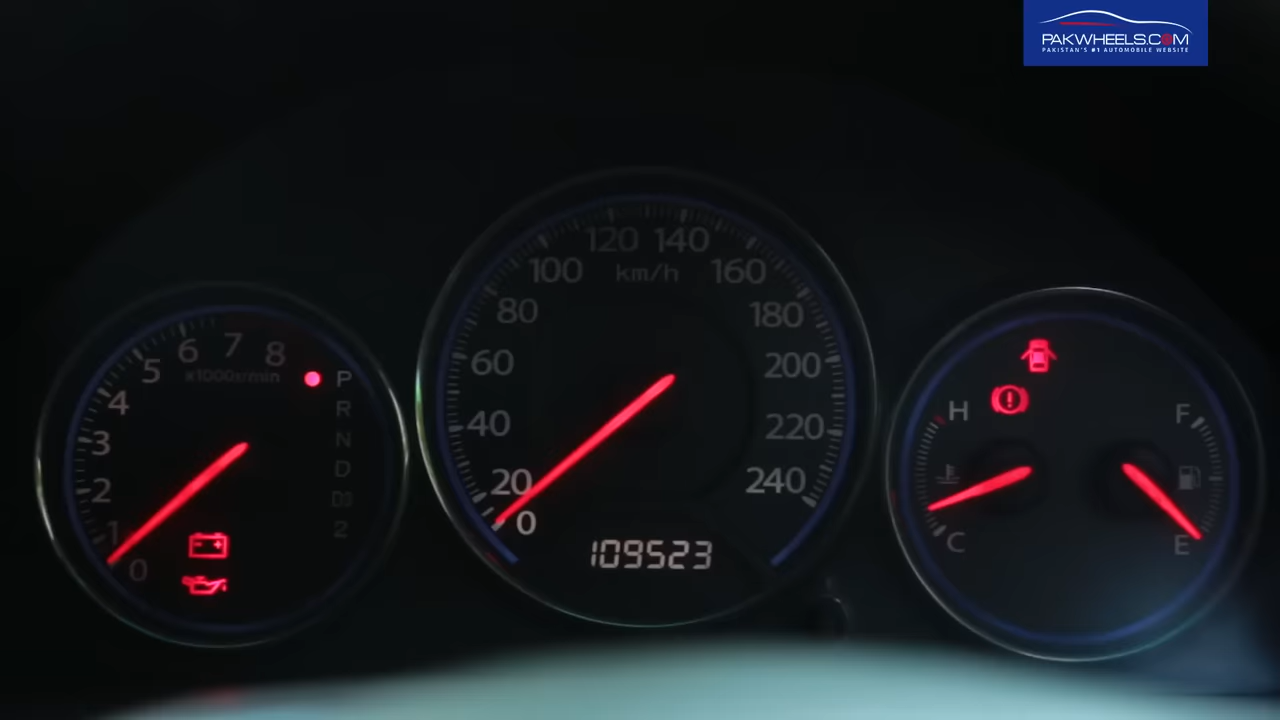 PAKWHEELS.COM
PAKISTAN'S #1 AUTOMOBILE WEBSITE
0 1 2 3 4 5 6 7 8
x1000r/min
P
R
N
D
D3
2
0 20 40 60 80 100 120 140 160 180 200 220 240
km/h
109523
H
C
F
E